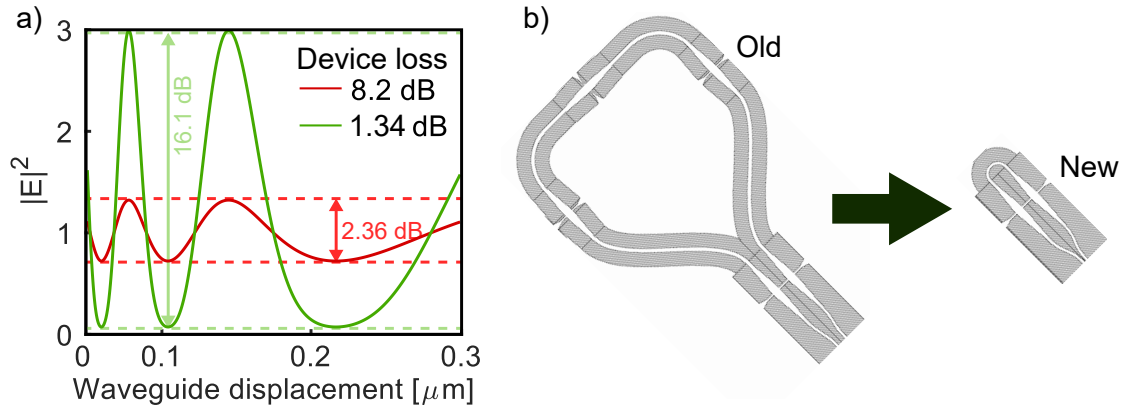 a)
3
2
1
0
|E|²
Device loss
8.2 dB
1.34 dB
16.1 dB
2.36 dB
0 0.1 0.2 0.3
Waveguide displacement [μm]
b)
Old
New